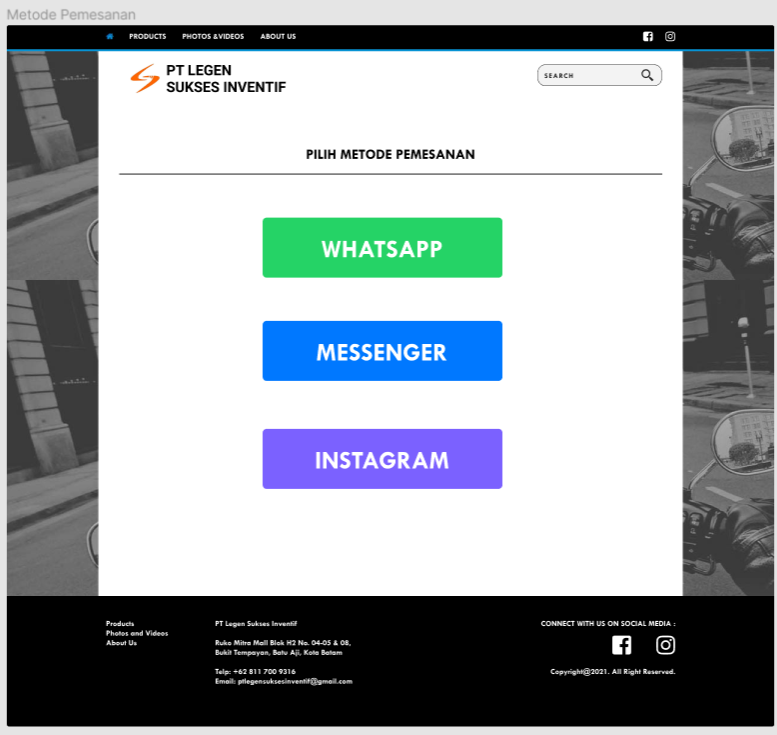 Metode Pemesanan
PRODUCTS PHOTOS &VIDEOS ABOUT US
PT LEGEN
SUKSES INVENTIF
SEARCH
PILIH METODE PEMESANAN
WHATSAPP
MESSENGER
INSTAGRAM
Products
Photos and Videos
About Us
PT Legen Sukses Inventif
Ruko Mitra Mall Blok H2 No. 04-05 & 08,
Bukit Tempayan, Batu Aji, Kota Batam
Telp: +62 811 700 9316
Email: ptlegensuksesinventif@gmail.com
CONNECT WITH US ON SOCIAL MEDIA :
Copyright@2021. All Right Reserved.